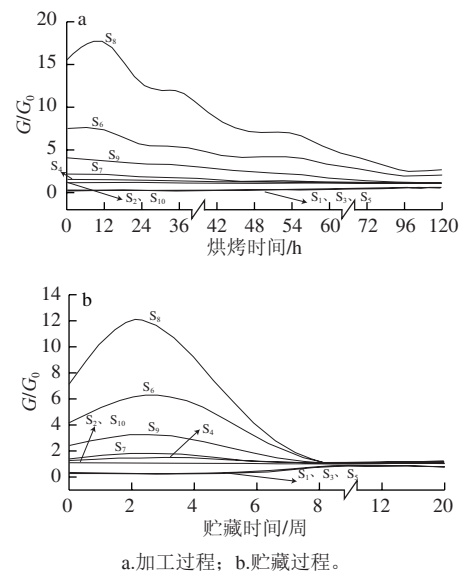 a
20
15
10
5
0
G/G₀
S₈
S₆
S₉
S₄
S₇
S₂、S₁₀
S₁、S₃、S₅
0 12 24 36 42 48 54 60 72 96 120
烘烤时间/h
b
14
12
10
8
6
4
2
0
G/G₀
S₈
S₆
S₉
S₂、S₁₀
S₄
S₇
S₁、S₃、S₅
0 2 4 6 8 12 20
贮藏时间/周
a.加工过程；b.贮藏过程。